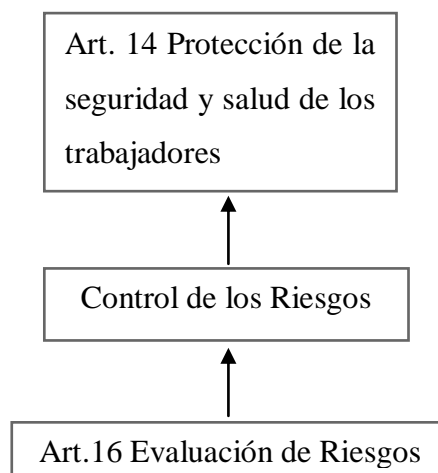 Art. 14 Protección de la
seguridad y salud de los
trabajadores
Control de los Riesgos
Art.16 Evaluación de Riesgos